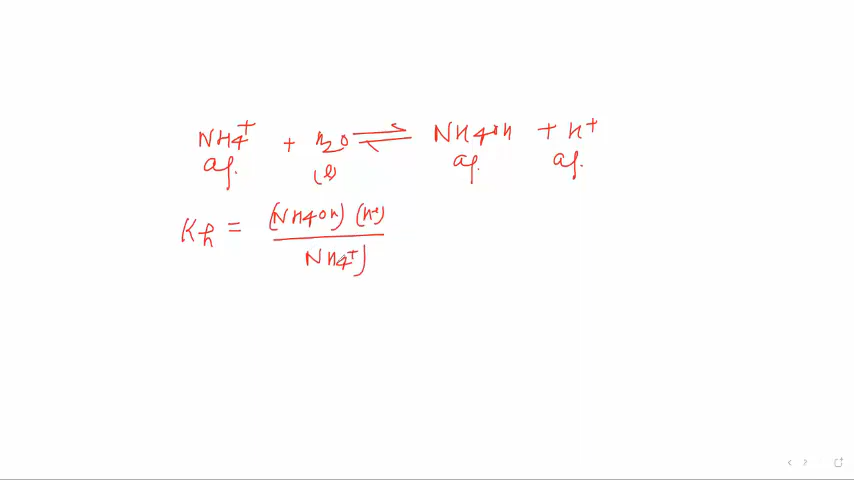 NH4+ + H2O ⇌ NH4OH + H+
aq. (l) aq. aq.
Kh = (NH4OH) (H+)
NH4+)